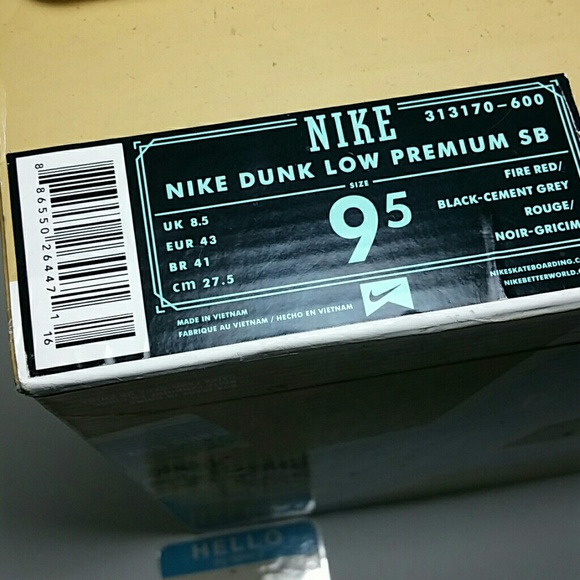 NIKE 313170-600
NIKE DUNK LOW PREMIUM SB
UK 8.5
EUR 43
BR 41
cm 27.5
SIZE
9 5
FIRE RED/
BLACK-CEMENT GREY
ROUGE/
NOIR-GRICIM
NIKESKATEBOARDING.C
NIKEBETTERWORLD.
MADE IN VIETNAM
FABRIQUE AU VIETNAM / HECHO EN VIETNAM
8 86550 26447 1 16
HELLO